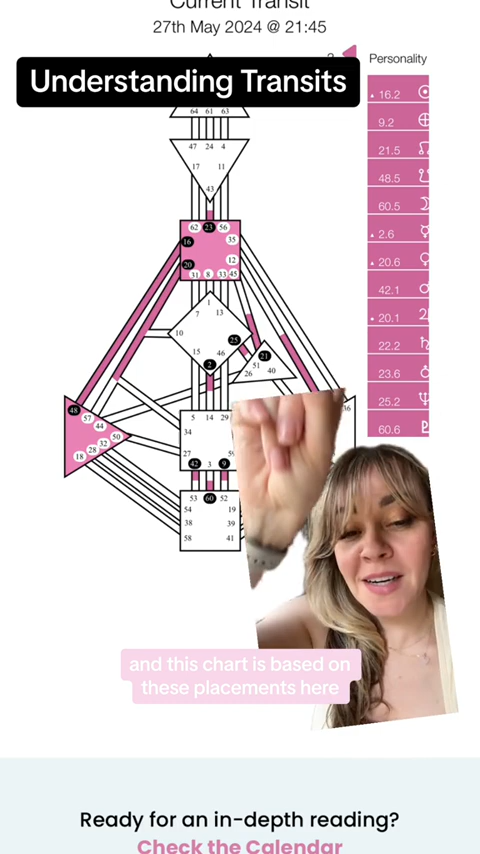 Current Transit
27th May 2024 @ 21:45
Understanding Transits
Personality
64 61 63
47 24 4
17 11
43
62 23 56
16 35
20 12
31 8 33 45
1
7 13
10
25
15 46
2
21
51
26 40
48
57
44
50
32
28
18
5 14 29
34
27
42 3 9
53 60 52
54 19
38 39
58 41
36
16.2
9.2
21.5
48.5
60.5
2.6
20.6
42.1
20.1
22.2
23.6
25.2
60.6
and this chart is based on
these placements here
Ready for an in-depth reading?
Check the Calendar